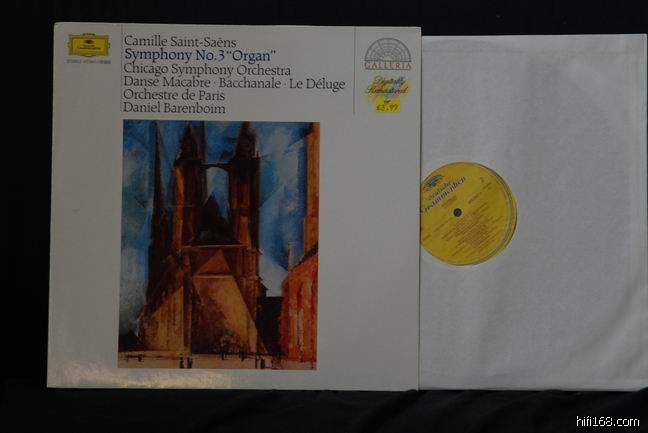 Camille Saint-Saëns
Symphony No.3 “Organ”
Chicago Symphony Orchestra
Danse Macabre · Bacchanale · Le Déluge
Orchestre de Paris
Daniel Barenboim
GALLERIA
Digitally
Remastered
£3.99
Deutsche
Grammophon
hifi168.com